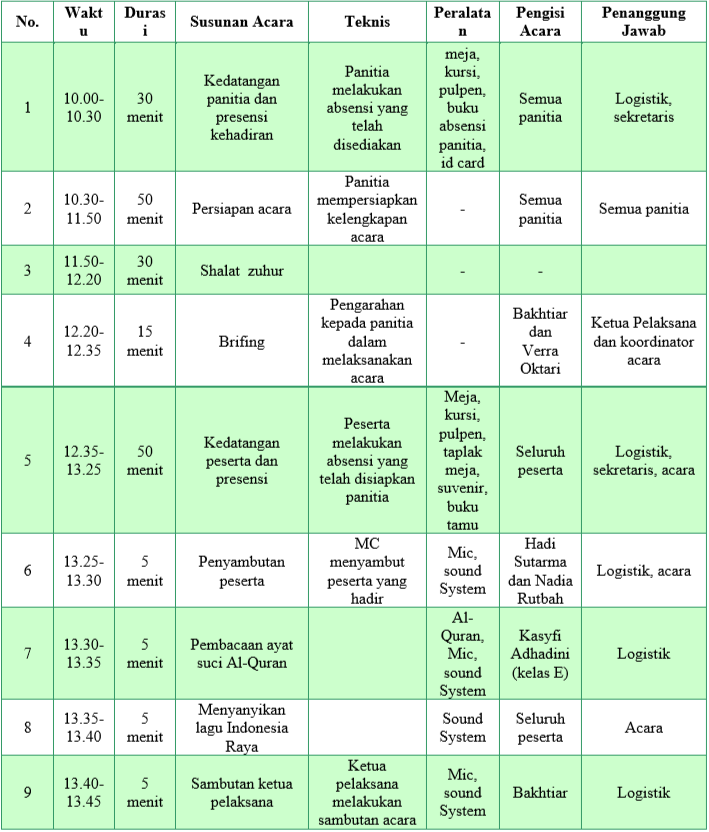 No.
Wakt
u
Duras
i
Susunan Acara
Teknis
Peralata
n
Pengisi
Acara
Penanggung
Jawab
1
10.00-
10.30
30
menit
Kedatangan
panitia dan
presensi
kehadiran
Panitia
melakukan
absensi yang
telah
disediakan
meja,
kursi,
pulpen,
buku
absensi
panitia,
id card
Semua
panitia
Logistik,
sekretaris
2
10.30-
11.50
50
menit
Persiapan acara
Panitia
mempersiapkan
kelengkapan
acara
-
Semua
panitia
Semua panitia
3
11.50-
12.20
30
menit
Shalat zuhur
-
-
4
12.20-
12.35
15
menit
Brifing
Pengarahan
kepada panitia
dalam
melaksanakan
acara
-
Bakhtiar
dan
Verra
Oktari
Ketua Pelaksana
dan koordinator
acara
5
12.35-
13.25
50
menit
Kedatangan
peserta dan
presensi
Peserta
melakukan
absensi yang
telah disiapkan
panitia
Meja,
kursi,
pulpen,
taplak
meja,
suvenir,
buku
tamu
Seluruh
peserta
Logistik,
sekretaris, acara
6
13.25-
13.30
5
menit
Penyambutan
peserta
MC
menyambut
peserta yang
hadir
Mic,
sound
System
Hadi
Sutarma
dan Nadia
Rutbah
Logistik, acara
7
13.30-
13.35
5
menit
Pembacaan ayat
suci Al-Quran
Al-
Quran,
Mic,
sound
System
Kasyfi
Adhadini
(kelas E)
Logistik
8
13.35-
13.40
5
menit
Menyanyikan
lagu Indonesia
Raya
Sound
System
Seluruh
peserta
Acara
9
13.40-
13.45
5
menit
Sambutan ketua
pelaksana
Ketua
pelaksana
melakukan
sambutan acara
Mic,
sound
System
Bakhtiar
Logistik